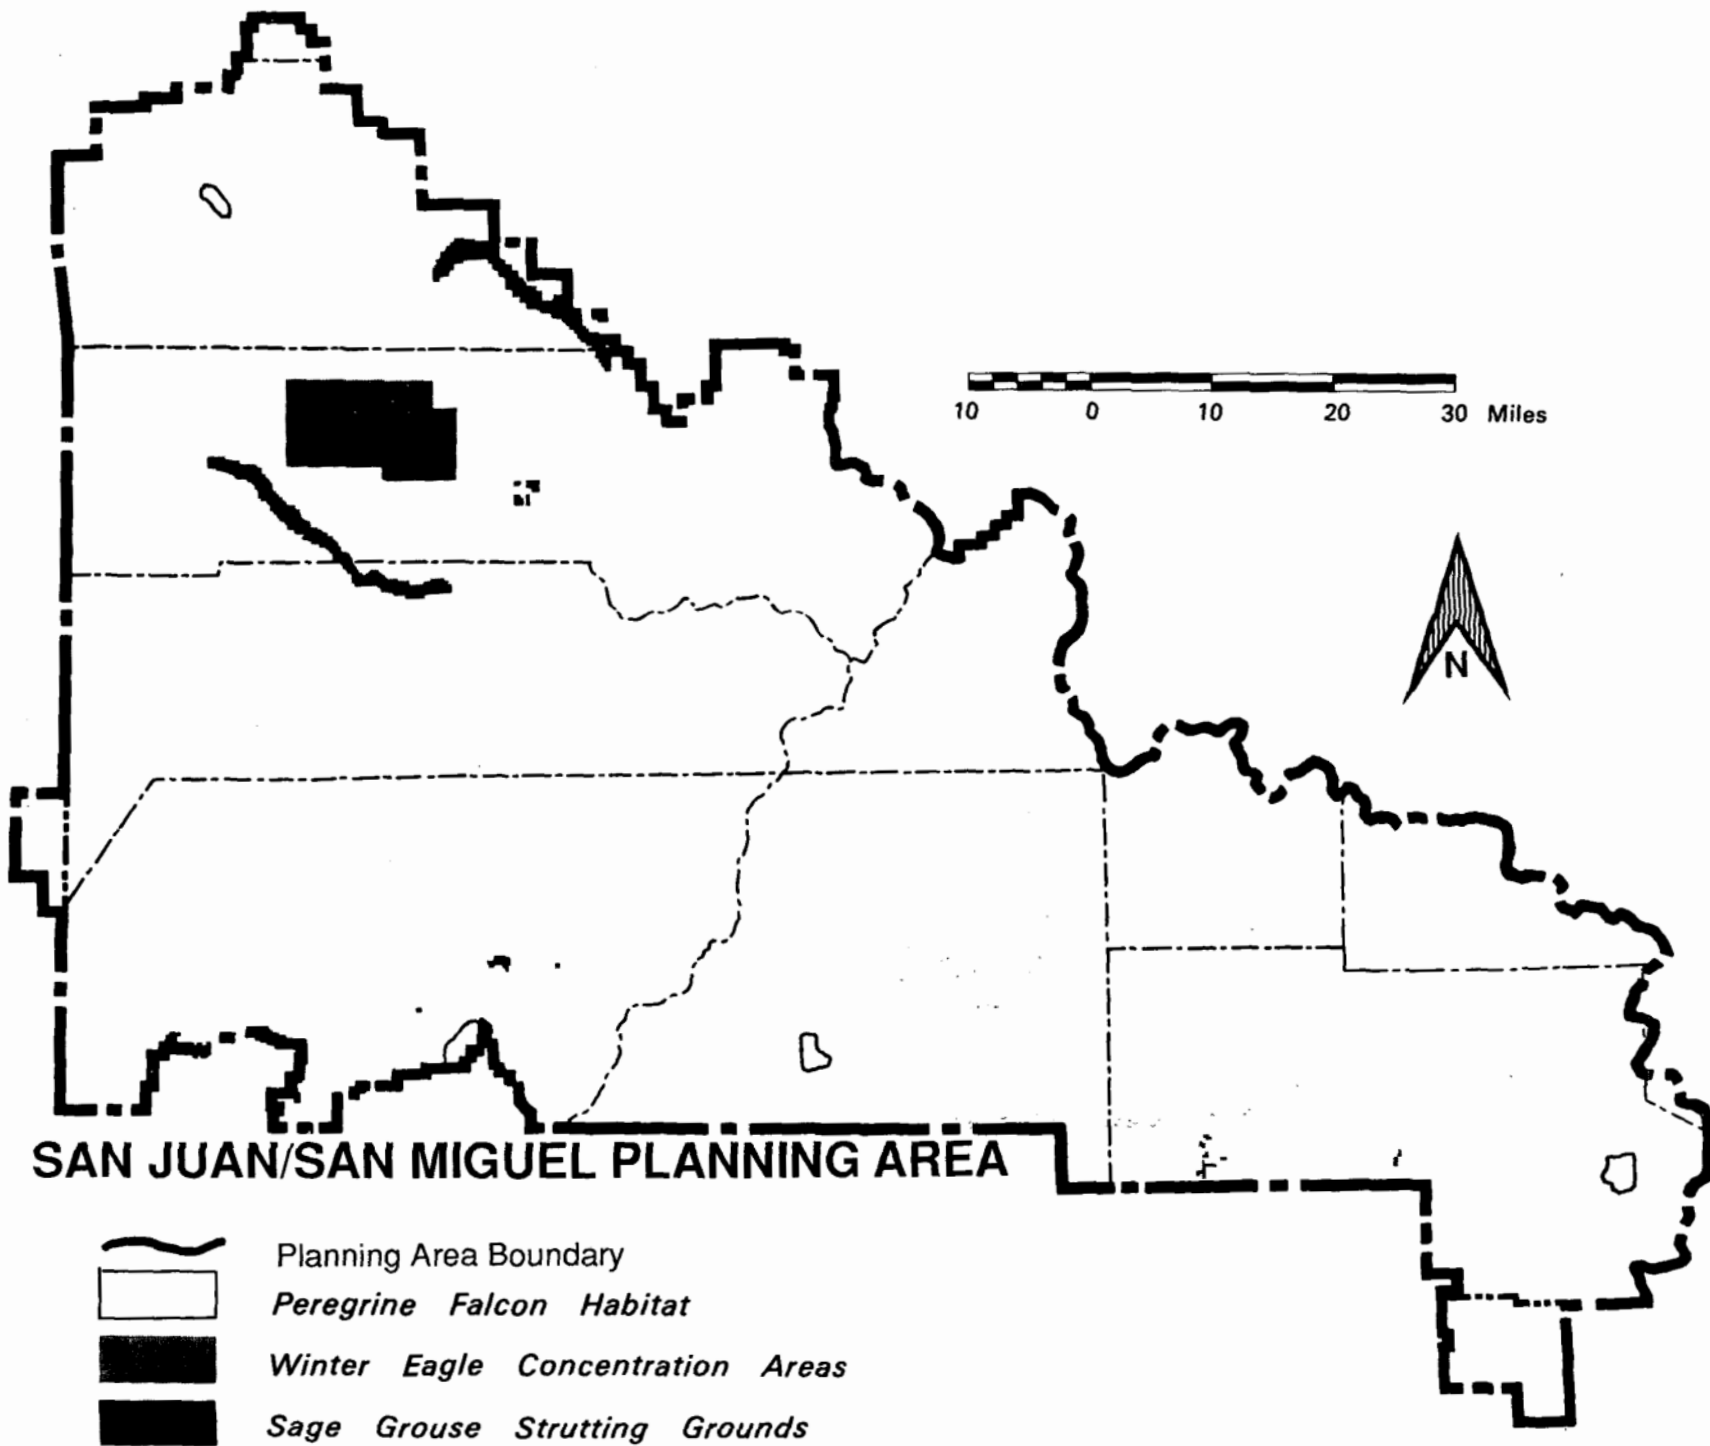 10 0 10 20 30 Miles
N
SAN JUAN/SAN MIGUEL PLANNING AREA
Planning Area Boundary
Peregrine Falcon Habitat
Winter Eagle Concentration Areas
Sage Grouse Strutting Grounds